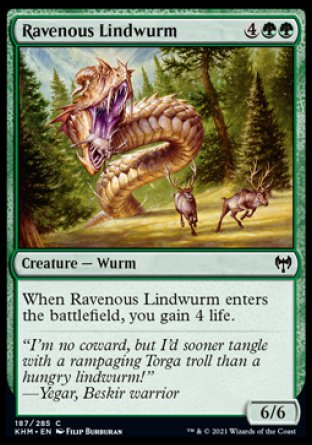 Ravenous Lindwurm 4
Creature — Wurm
When Ravenous Lindwurm enters
the battlefield, you gain 4 life.
“I’m no coward, but I’d sooner tangle
with a rampaging Torga troll than a
hungry lindwurm!”
—Yegar, Beskir warrior
6/6
187/285 C
KHM • EN Filip Burburan
™ & © 2021 Wizards of the Coast